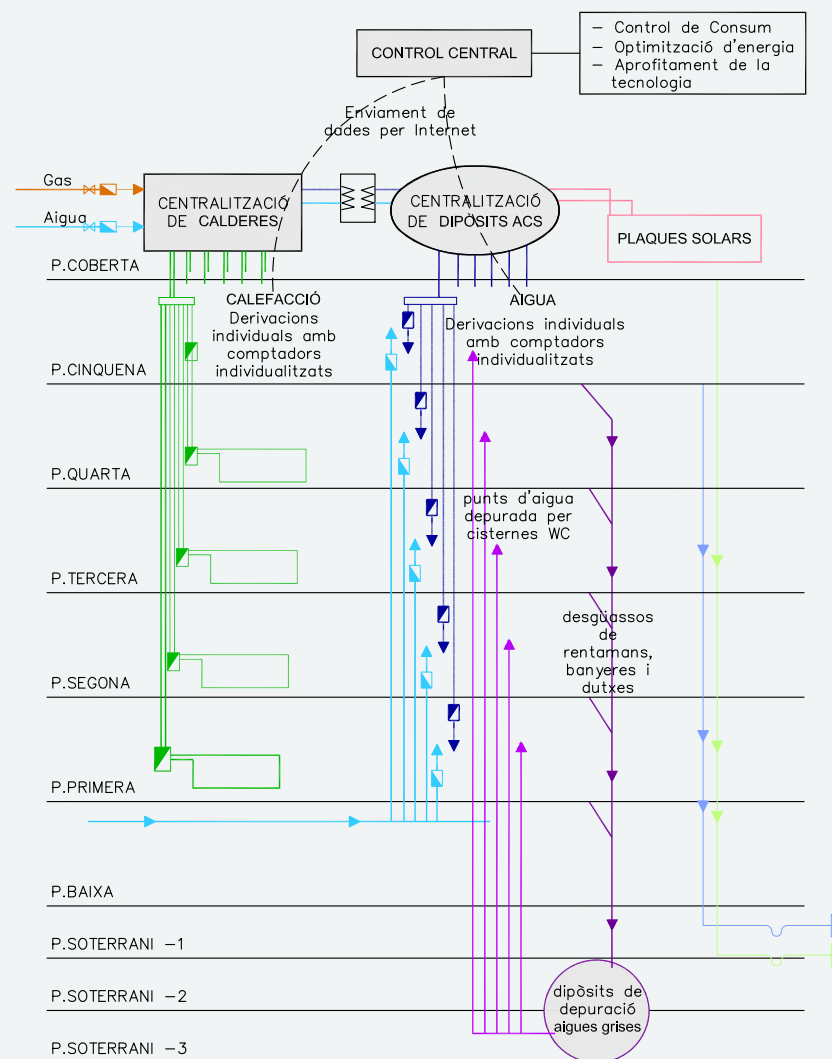 CONTROL CENTRAL
– Control de Consum
– Optimització d'energia
– Aprofitament de la
tecnologia
Enviament de
dades per Internet
Gas
Aigua
CENTRALITZACIÓ
DE CALDERES
CENTRALITZACIÓ
DE DIPÒSITS ACS
PLAQUES SOLARS
P.COBERTA
CALEFACCIÓ
Derivacions
individuals amb
comptadors
individualitzats
AIGUA
Derivacions individuals
amb comptadors
individualitzats
P.CINQUENA
P.QUARTA
punts d'aigua
depurada per
cisternes WC
P.TERCERA
desgüassos
de
rentamans,
banyeres i
dutxes
P.SEGONA
P.PRIMERA
P.BAIXA
P.SOTERRANI –1
P.SOTERRANI –2
dipòsits de
depuració
aigues grises
P.SOTERRANI –3